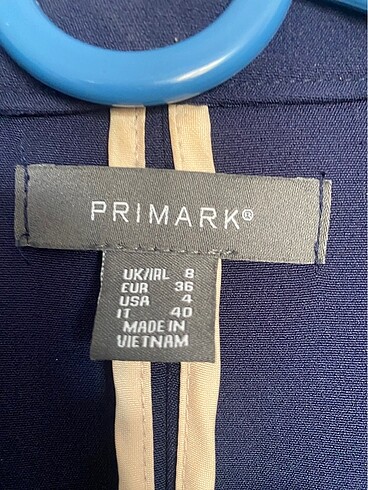 PRIMARK®
UK/IRL 8
EUR 36
USA 4
IT 40
MADE IN
VIETNAM